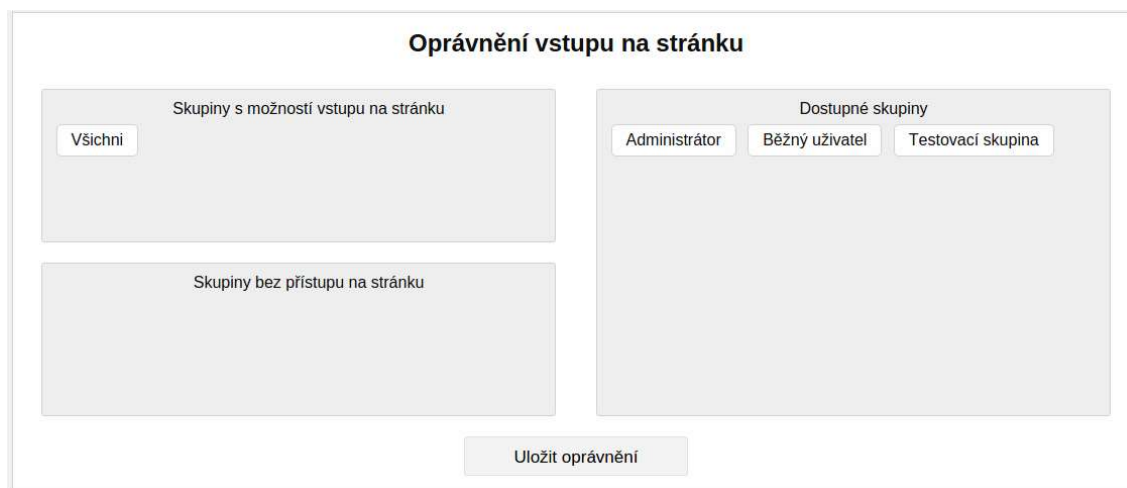 Oprávnění vstupu na stránku
Skupiny s možností vstupu na stránku
Všichni
Skupiny bez přístupu na stránku
Dostupné skupiny
Administrátor Běžný uživatel Testovací skupina
Uložit oprávnění